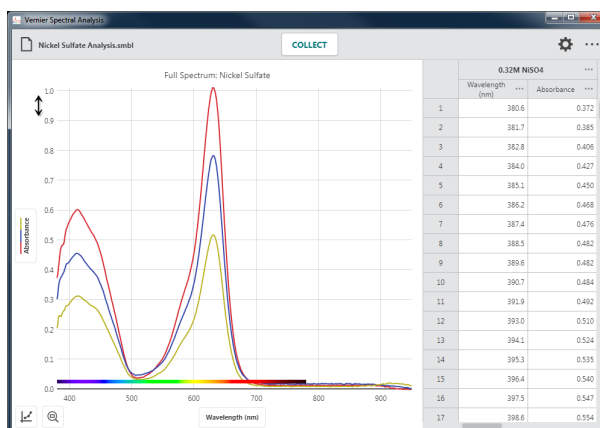 Vernier Spectral Analysis
Nickel Sulfate Analysis.smbl
COLLECT
Full Spectrum: Nickel Sulfate
1.0
0.9
0.8
0.7
0.6
0.5
0.4
0.3
0.2
0.1
0.0
Absorbance
400 500 600 700 800 900
Wavelength (nm)
0.32M NiSO4
Wavelength Absorbance
(nm)
1 380.6 0.372
2 381.7 0.385
3 382.8 0.406
4 384.0 0.427
5 385.1 0.450
6 386.2 0.468
7 387.4 0.476
8 388.5 0.482
9 389.6 0.482
10 390.7 0.484
11 391.9 0.492
12 393.0 0.510
13 394.1 0.524
14 395.3 0.535
15 396.4 0.540
16 397.5 0.547
17 398.6 0.554